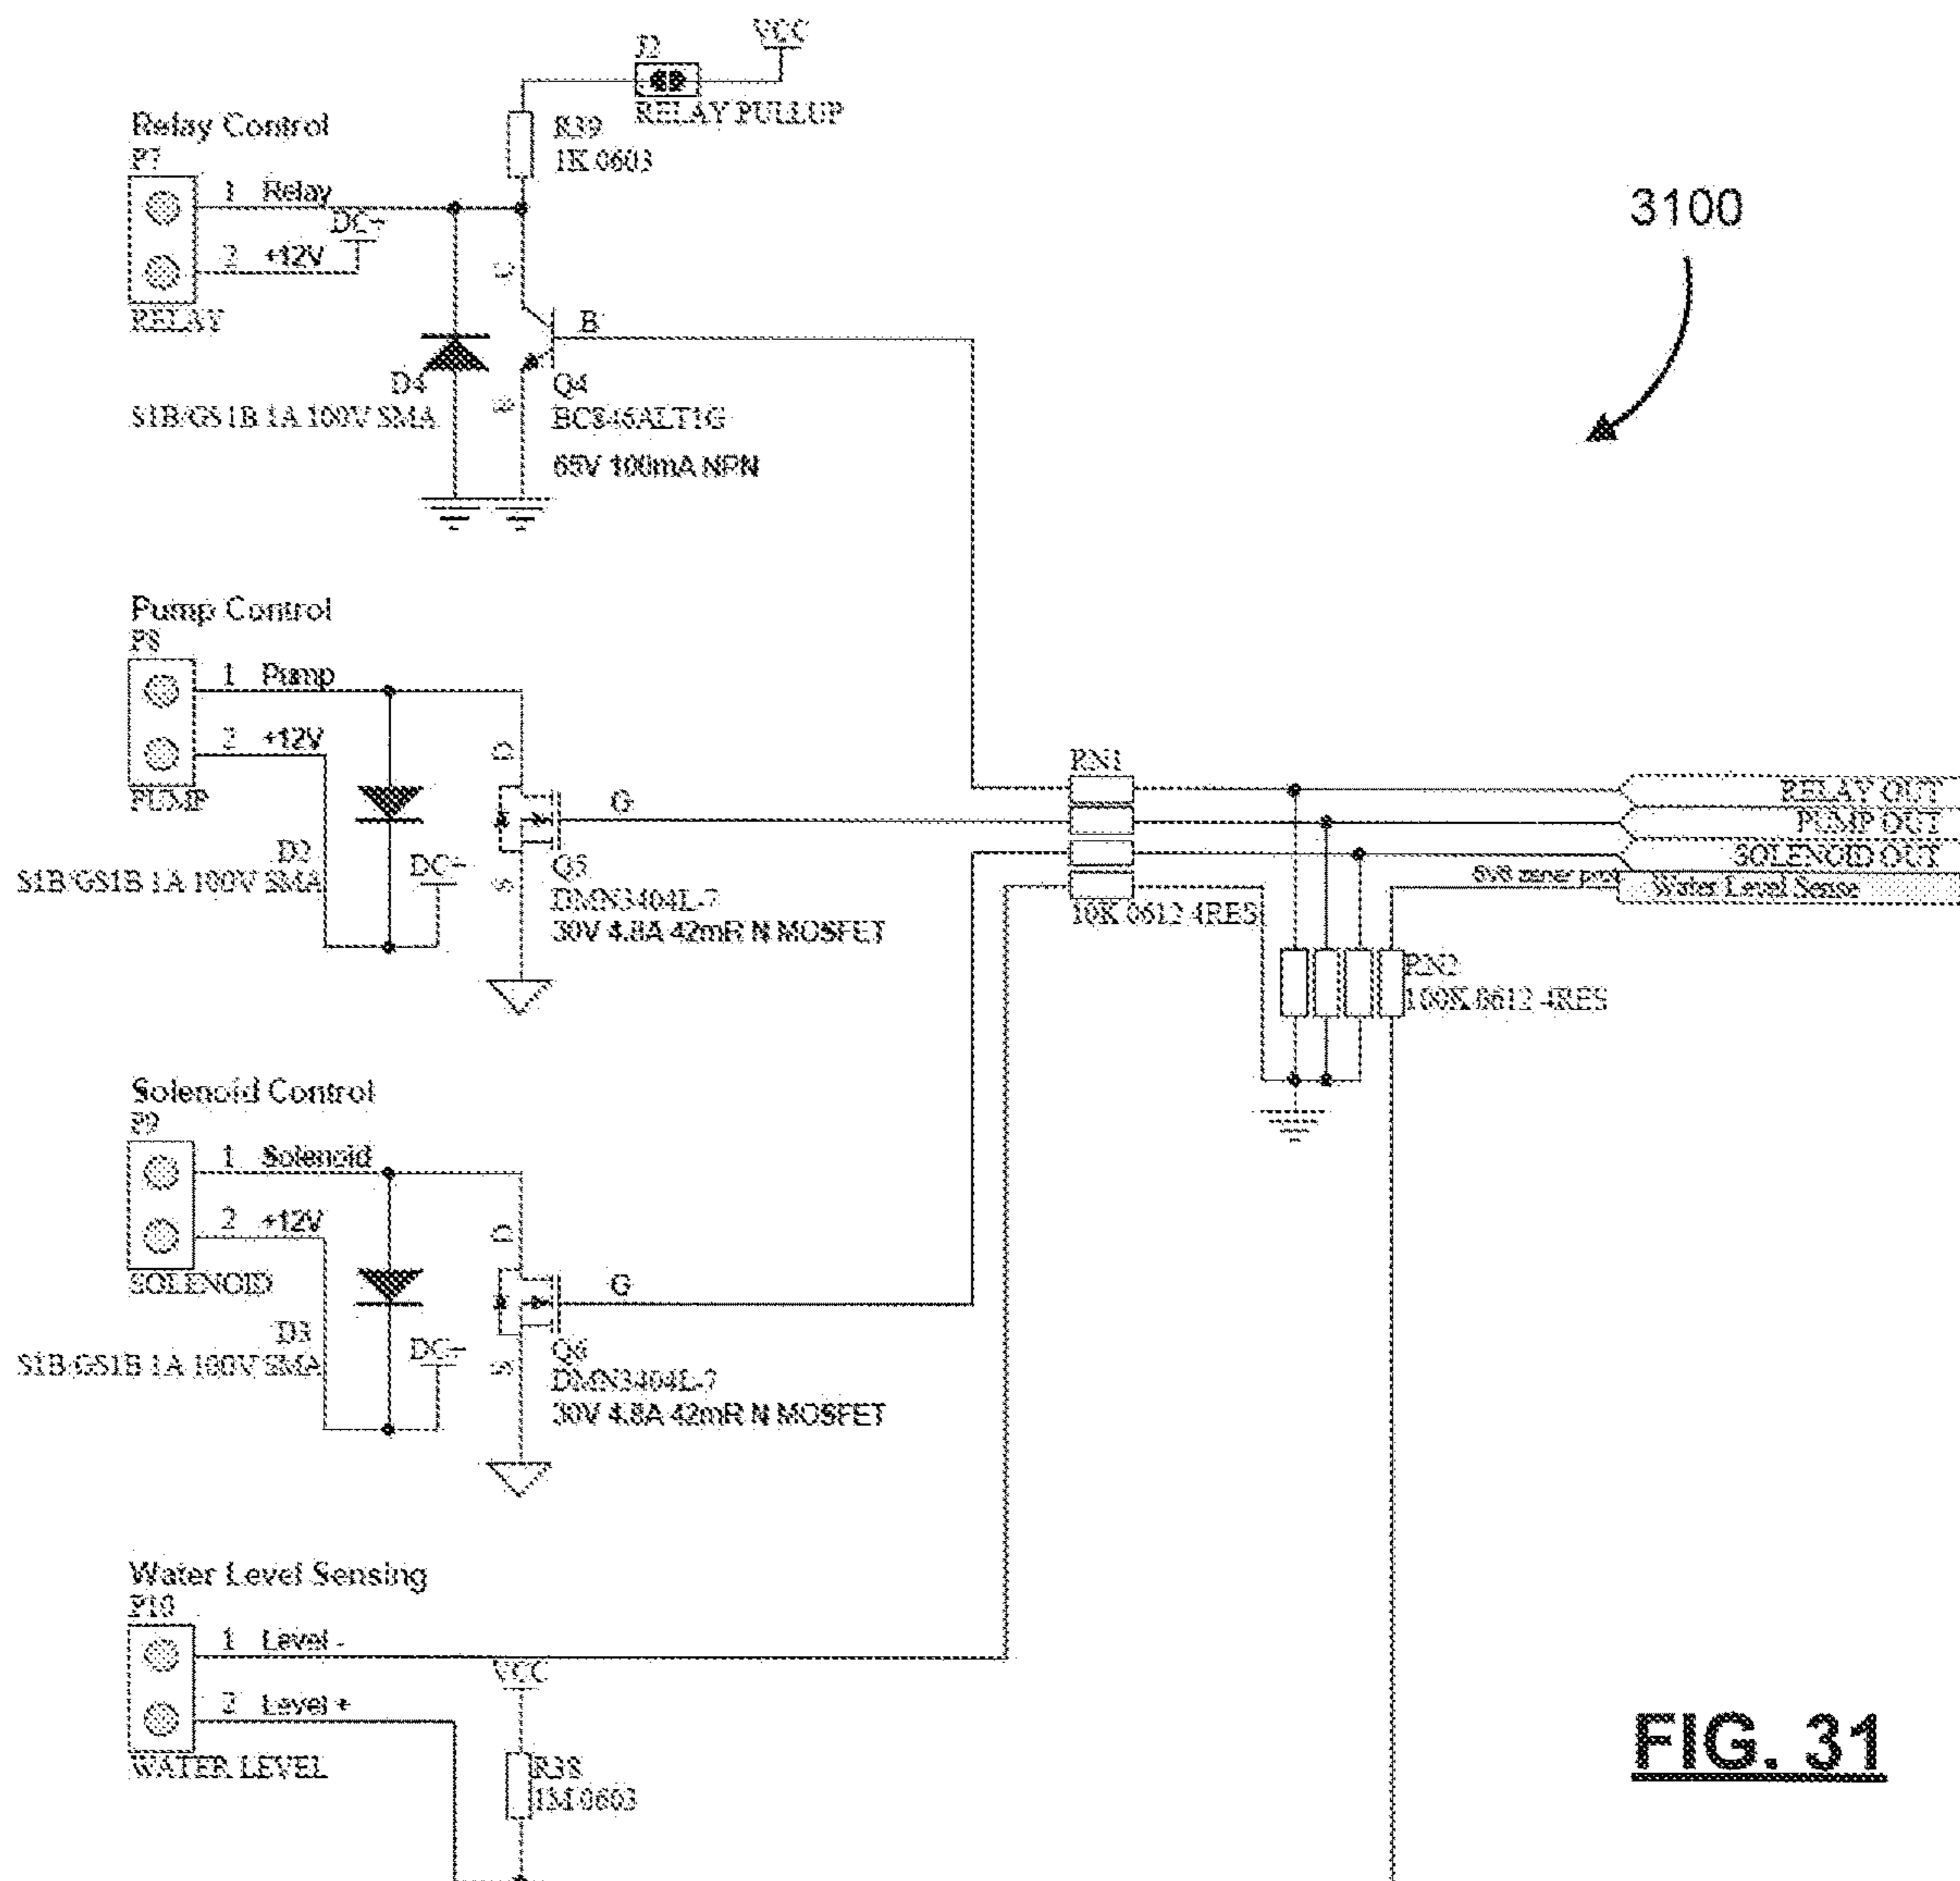 VCC
J2
RELAY PULLUP
R39
1K 0603
Relay Control
P7
1 Relay
DC+
2 +12V
RELAY
C
B
D4
S1B/GS1B 1A 100V SMA
E
Q4
BC846ALT1G
65V 100mA NPN
3100
Pump Control
P8
1 Pump
2 +12V
PUMP
D
G
D2
S1B/GS1B 1A 100V SMA
DC+
S
Q5
DMN3404L-7
30V 4.8A 42mR N MOSFET
RN1
10K 0612 4RES
RELAY OUT
PUMP OUT
SOLENOID OUT
Water Level Sense
RN2
100K 0612 4RES
Solenoid Control
P9
1 Solenoid
2 +12V
SOLENOID
D
G
D3
S1B/GS1B 1A 100V SMA
DC+
S
Q6
DMN3404L-7
30V 4.8A 42mR N MOSFET
Water Level Sensing
P10
1 Level -
2 Level +
WATER LEVEL
VCC
R38
1M 0603
FIG. 31